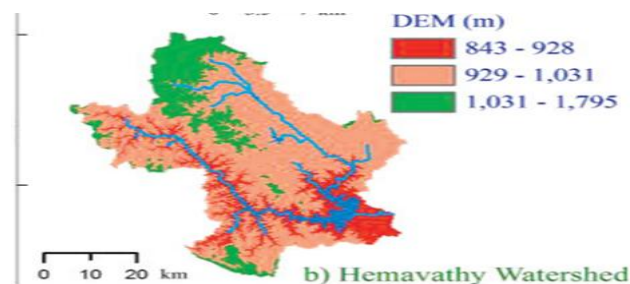 DEM (m)
843 - 928
929 - 1,031
1,031 - 1,795
0 10 20 km
b) Hemavathy Watershed